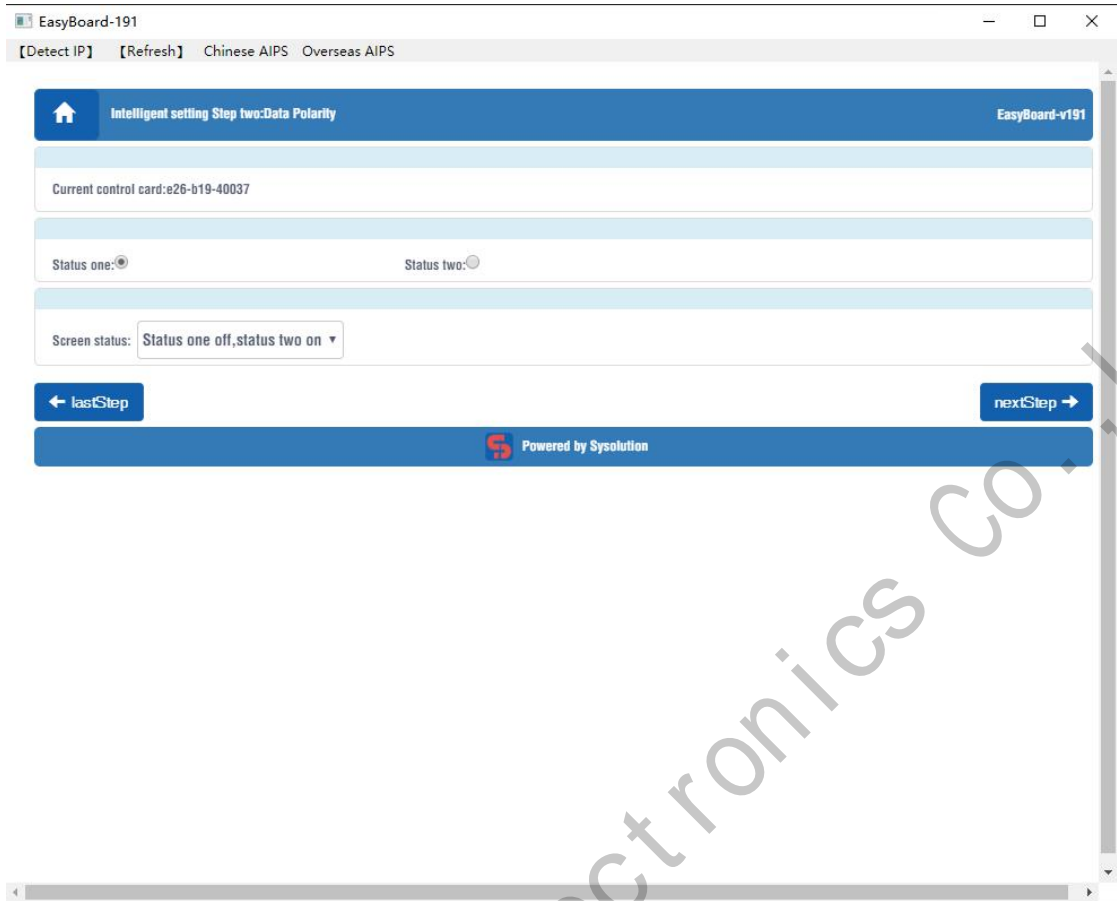 EasyBoard-191
【Detect IP】 【Refresh】 Chinese AIPS Overseas AIPS
Intelligent setting Step two:Data Polarity
EasyBoard-v191
Current control card:e26-b19-40037
Status one: Status two:
Screen status: Status one off,status two on
lastStep
nextStep
Powered by Sysolution
ctronics Co.,L